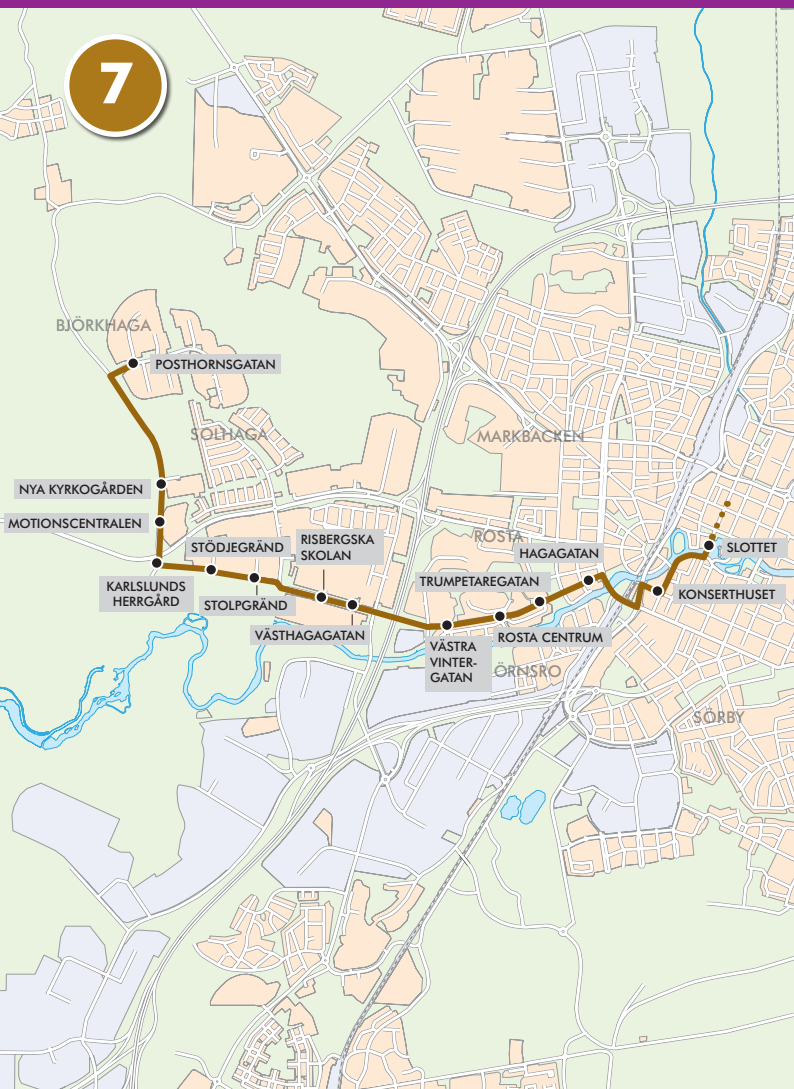 7
BJÖRKHAGA
POSTHORNSGATAN
SOLHAGA
MARKBACKEN
NYA KYRKOGÅRDEN
MOTIONSCENTRALEN
STÖDJEGRÄND
RISBERGSKA
SKOLAN
ROSTA
HAGAGATAN
SLOTTET
TRUMPETAREGATAN
KARLSLUNDS
HERRGÅRD
STOLPGRÄND
KONSERTHUSET
VÄSTHAGAGATAN
ROSTA CENTRUM
VÄSTRA
VINTER-
GATAN
ÖRNSRO
SÖRBY